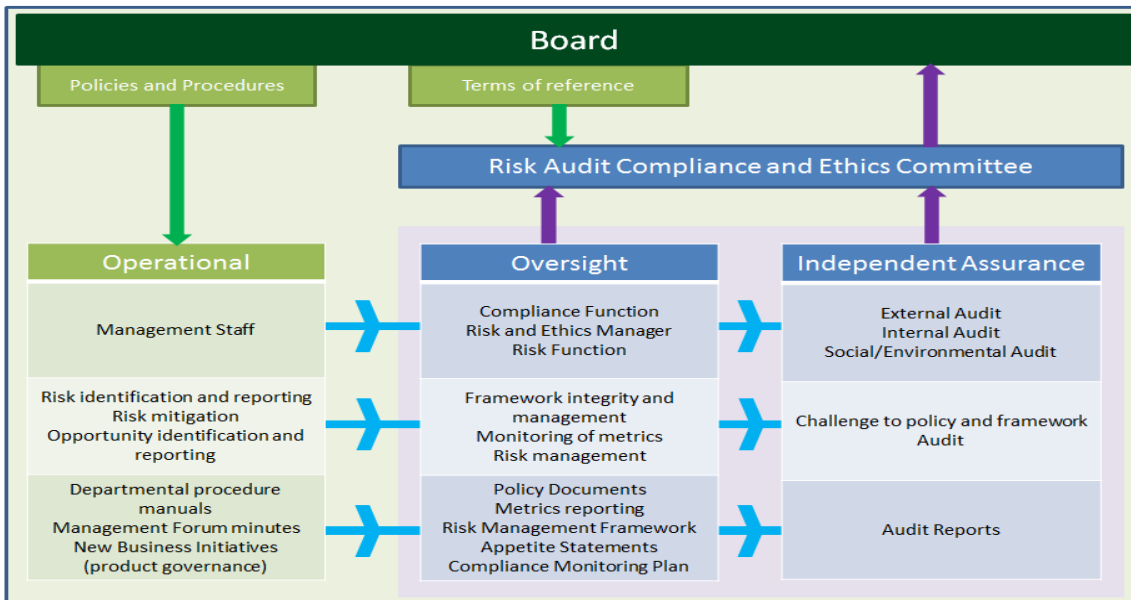 Board
Policies and Procedures
Terms of reference
Risk Audit Compliance and Ethics Committee
Operational
Oversight
Independent Assurance
Management Staff
Compliance Function
Risk and Ethics Manager
Risk Function
External Audit
Internal Audit
Social/Environmental Audit
Risk identification and reporting
Risk mitigation
Opportunity identification and
reporting
Framework integrity and
management
Monitoring of metrics
Risk management
Challenge to policy and framework
Audit
Departmental procedure
manuals
Management Forum minutes
New Business Initiatives
(product governance)
Policy Documents
Metrics reporting
Risk Management Framework
Appetite Statements
Compliance Monitoring Plan
Audit Reports